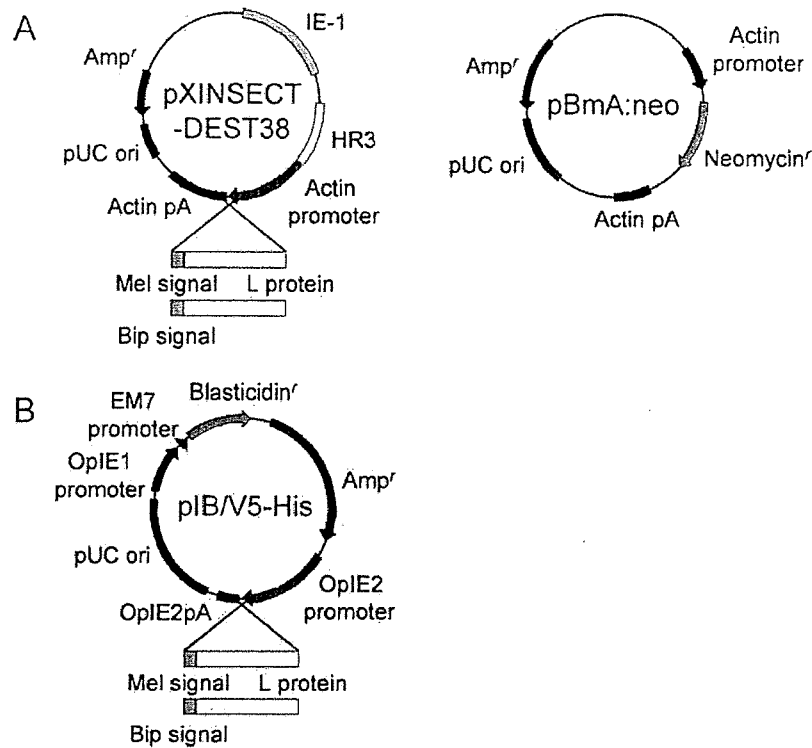 A
IE-1
Amp^r
pXINSECT
-DEST38
pUC ori
HR3
Actin pA
Actin
promoter
Mel signal L protein
Bip signal
Amp^r
Actin
promoter
pBmA:neo
pUC ori
Neomycin^r
Actin pA
B
EM7
promoter
Blasticidin^r
OpIE1
promoter
Amp^r
pIB/V5-His
pUC ori
OpIE2pA
OpIE2
promoter
Mel signal L protein
Bip signal